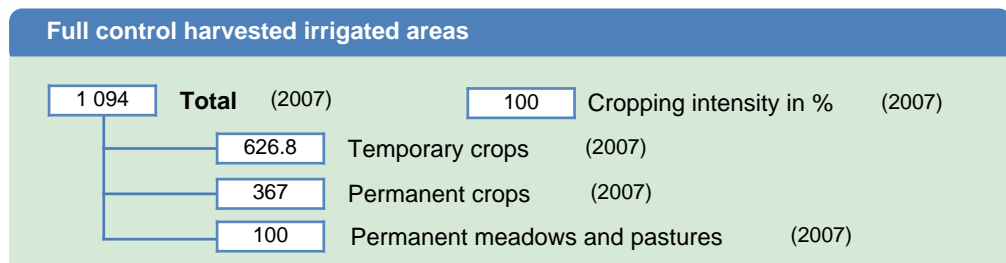 Full control harvested irrigated areas
1 094 Total (2007) 100 Cropping intensity in % (2007)
626.8 Temporary crops (2007)
367 Permanent crops (2007)
100 Permanent meadows and pastures (2007)